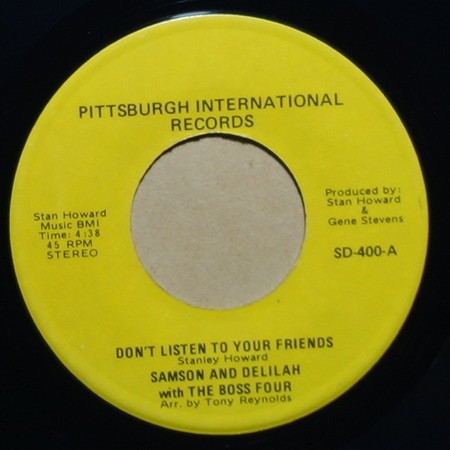 PITTSBURGH INTERNATIONAL
RECORDS
Stan Howard
Music BMI
Time: 4:38
45 RPM
STEREO
Produced by:
Stan Howard
&
Gene Stevens
SD-400-A
DON'T LISTEN TO YOUR FRIENDS
Stanley Howard
SAMSON AND DELILAH
with THE BOSS FOUR
Arr. by Tony Reynolds